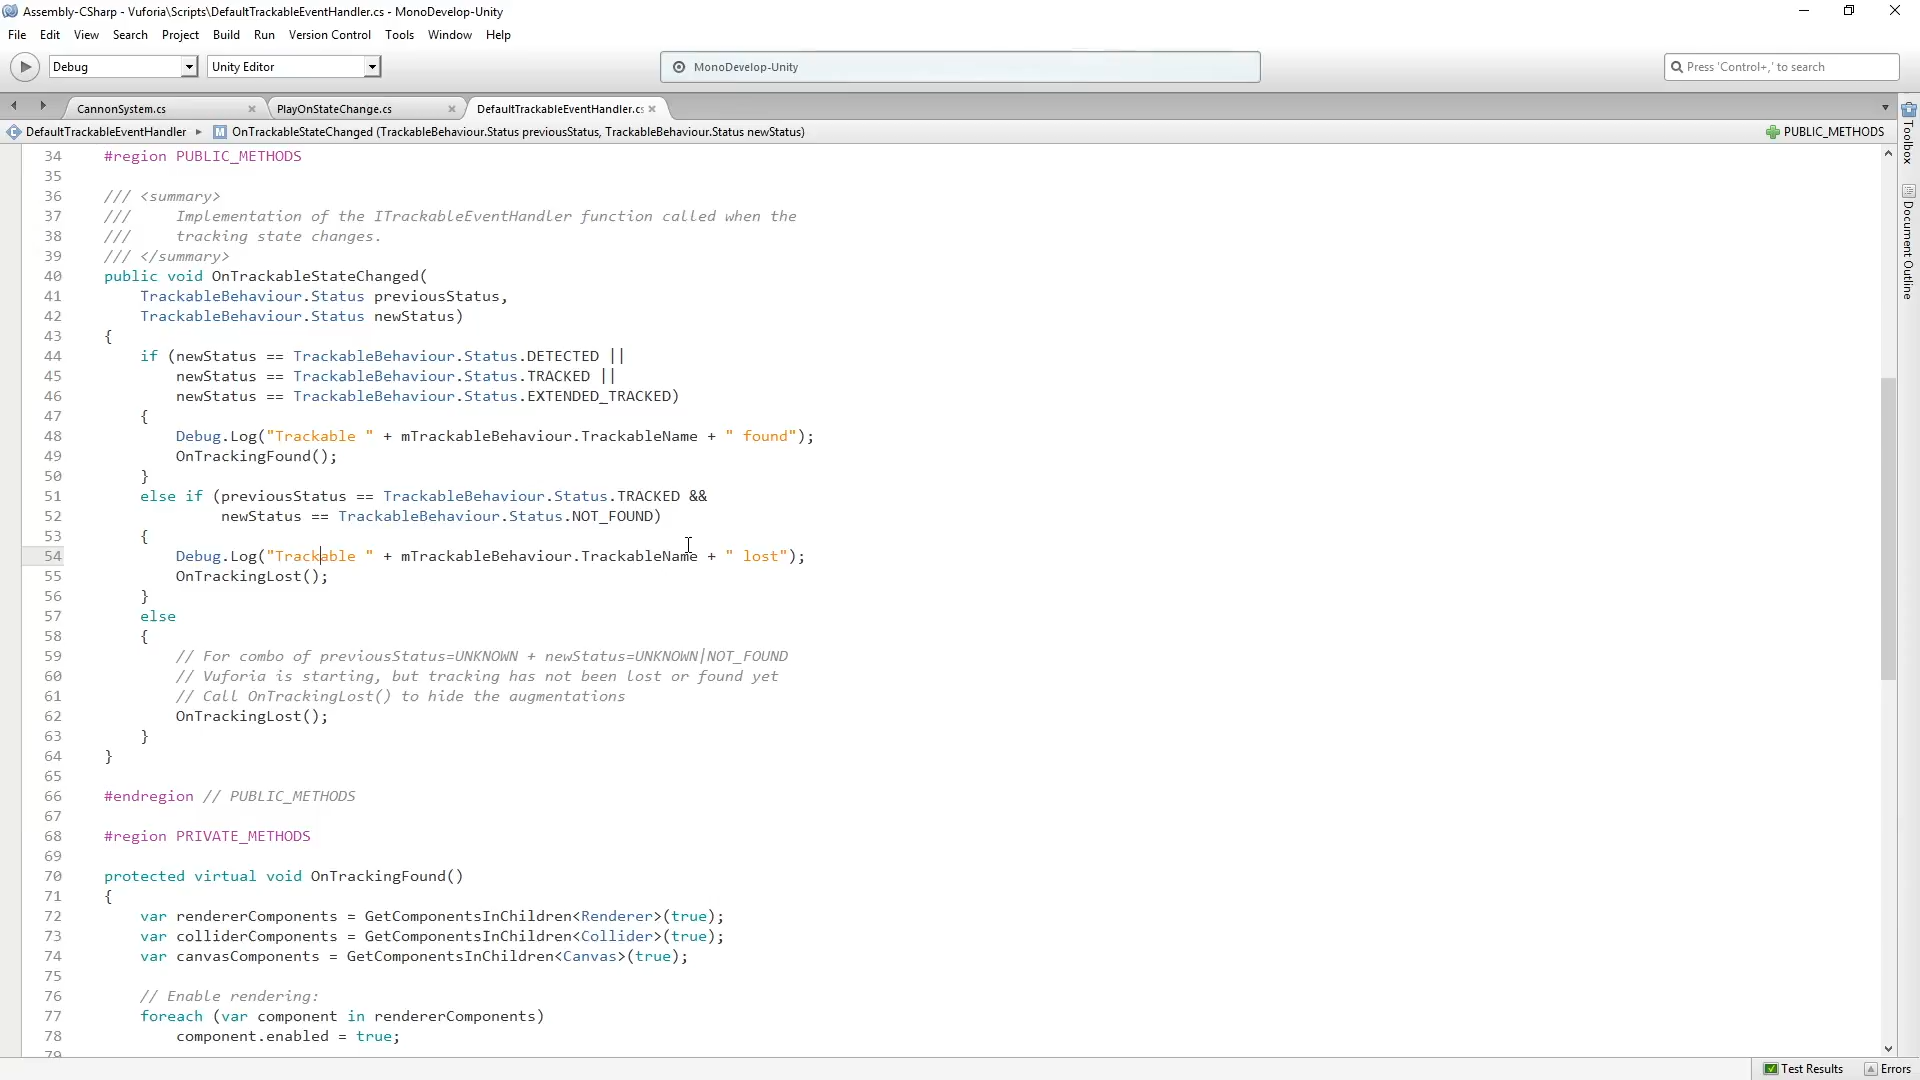 Assembly-CSharp - Vuforia\Scripts\DefaultTrackableEventHandler.cs - MonoDevelop-Unity
File Edit View Search Project Build Run Version Control Tools Window Help
Debug Unity Editor MonoDevelop-Unity Press 'Control+,' to search
CannonSystem.cs PlayOnStateChange.cs DefaultTrackableEventHandler.cs
DefaultTrackableEventHandler OnTrackableStateChanged (TrackableBehaviour.Status previousStatus, TrackableBehaviour.Status newStatus) PUBLIC_METHODS
34 #region PUBLIC_METHODS
35
36 /// <summary>
37 /// Implementation of the ITrackableEventHandler function called when the
38 /// tracking state changes.
39 /// </summary>
40 public void OnTrackableStateChanged(
41 TrackableBehaviour.Status previousStatus,
42 TrackableBehaviour.Status newStatus)
43 {
44 if (newStatus == TrackableBehaviour.Status.DETECTED ||
45 newStatus == TrackableBehaviour.Status.TRACKED ||
46 newStatus == TrackableBehaviour.Status.EXTENDED_TRACKED)
47 {
48 Debug.Log("Trackable " + mTrackableBehaviour.TrackableName + " found");
49 OnTrackingFound();
50 }
51 else if (previousStatus == TrackableBehaviour.Status.TRACKED &&
52 newStatus == TrackableBehaviour.Status.NOT_FOUND)
53 {
54 Debug.Log("Trackable " + mTrackableBehaviour.TrackableName + " lost");
55 OnTrackingLost();
56 }
57 else
58 {
59 // For combo of previousStatus=UNKNOWN + newStatus=UNKNOWN|NOT_FOUND
60 // Vuforia is starting, but tracking has not been lost or found yet
61 // Call OnTrackingLost() to hide the augmentations
62 OnTrackingLost();
63 }
64 }
65
66 #endregion // PUBLIC_METHODS
67
68 #region PRIVATE_METHODS
69
70 protected virtual void OnTrackingFound()
71 {
72 var rendererComponents = GetComponentsInChildren<Renderer>(true);
73 var colliderComponents = GetComponentsInChildren<Collider>(true);
74 var canvasComponents = GetComponentsInChildren<Canvas>(true);
75
76 // Enable rendering:
77 foreach (var component in rendererComponents)
78 component.enabled = true;
79
Toolbox
Document Outline
Test Results Errors